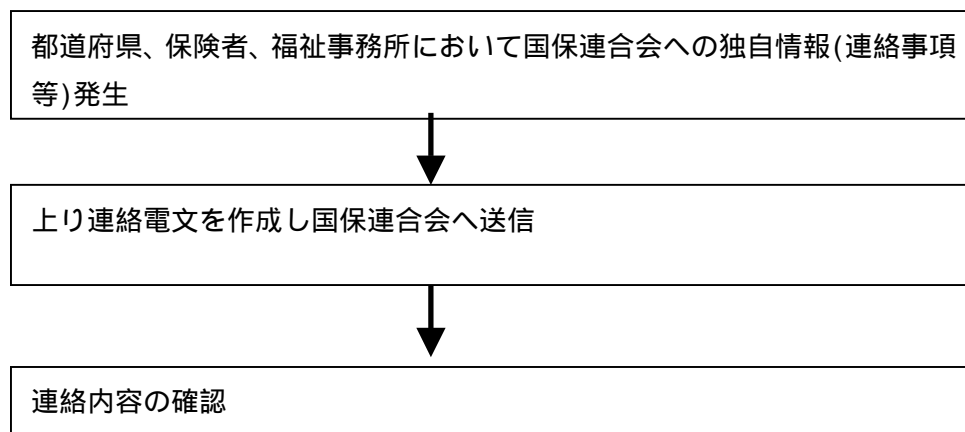 都道府県、保険者、福祉事務所において国保連合会への独自情報(連絡事項
等)発生
上り連絡電文を作成し国保連合会へ送信
連絡内容の確認